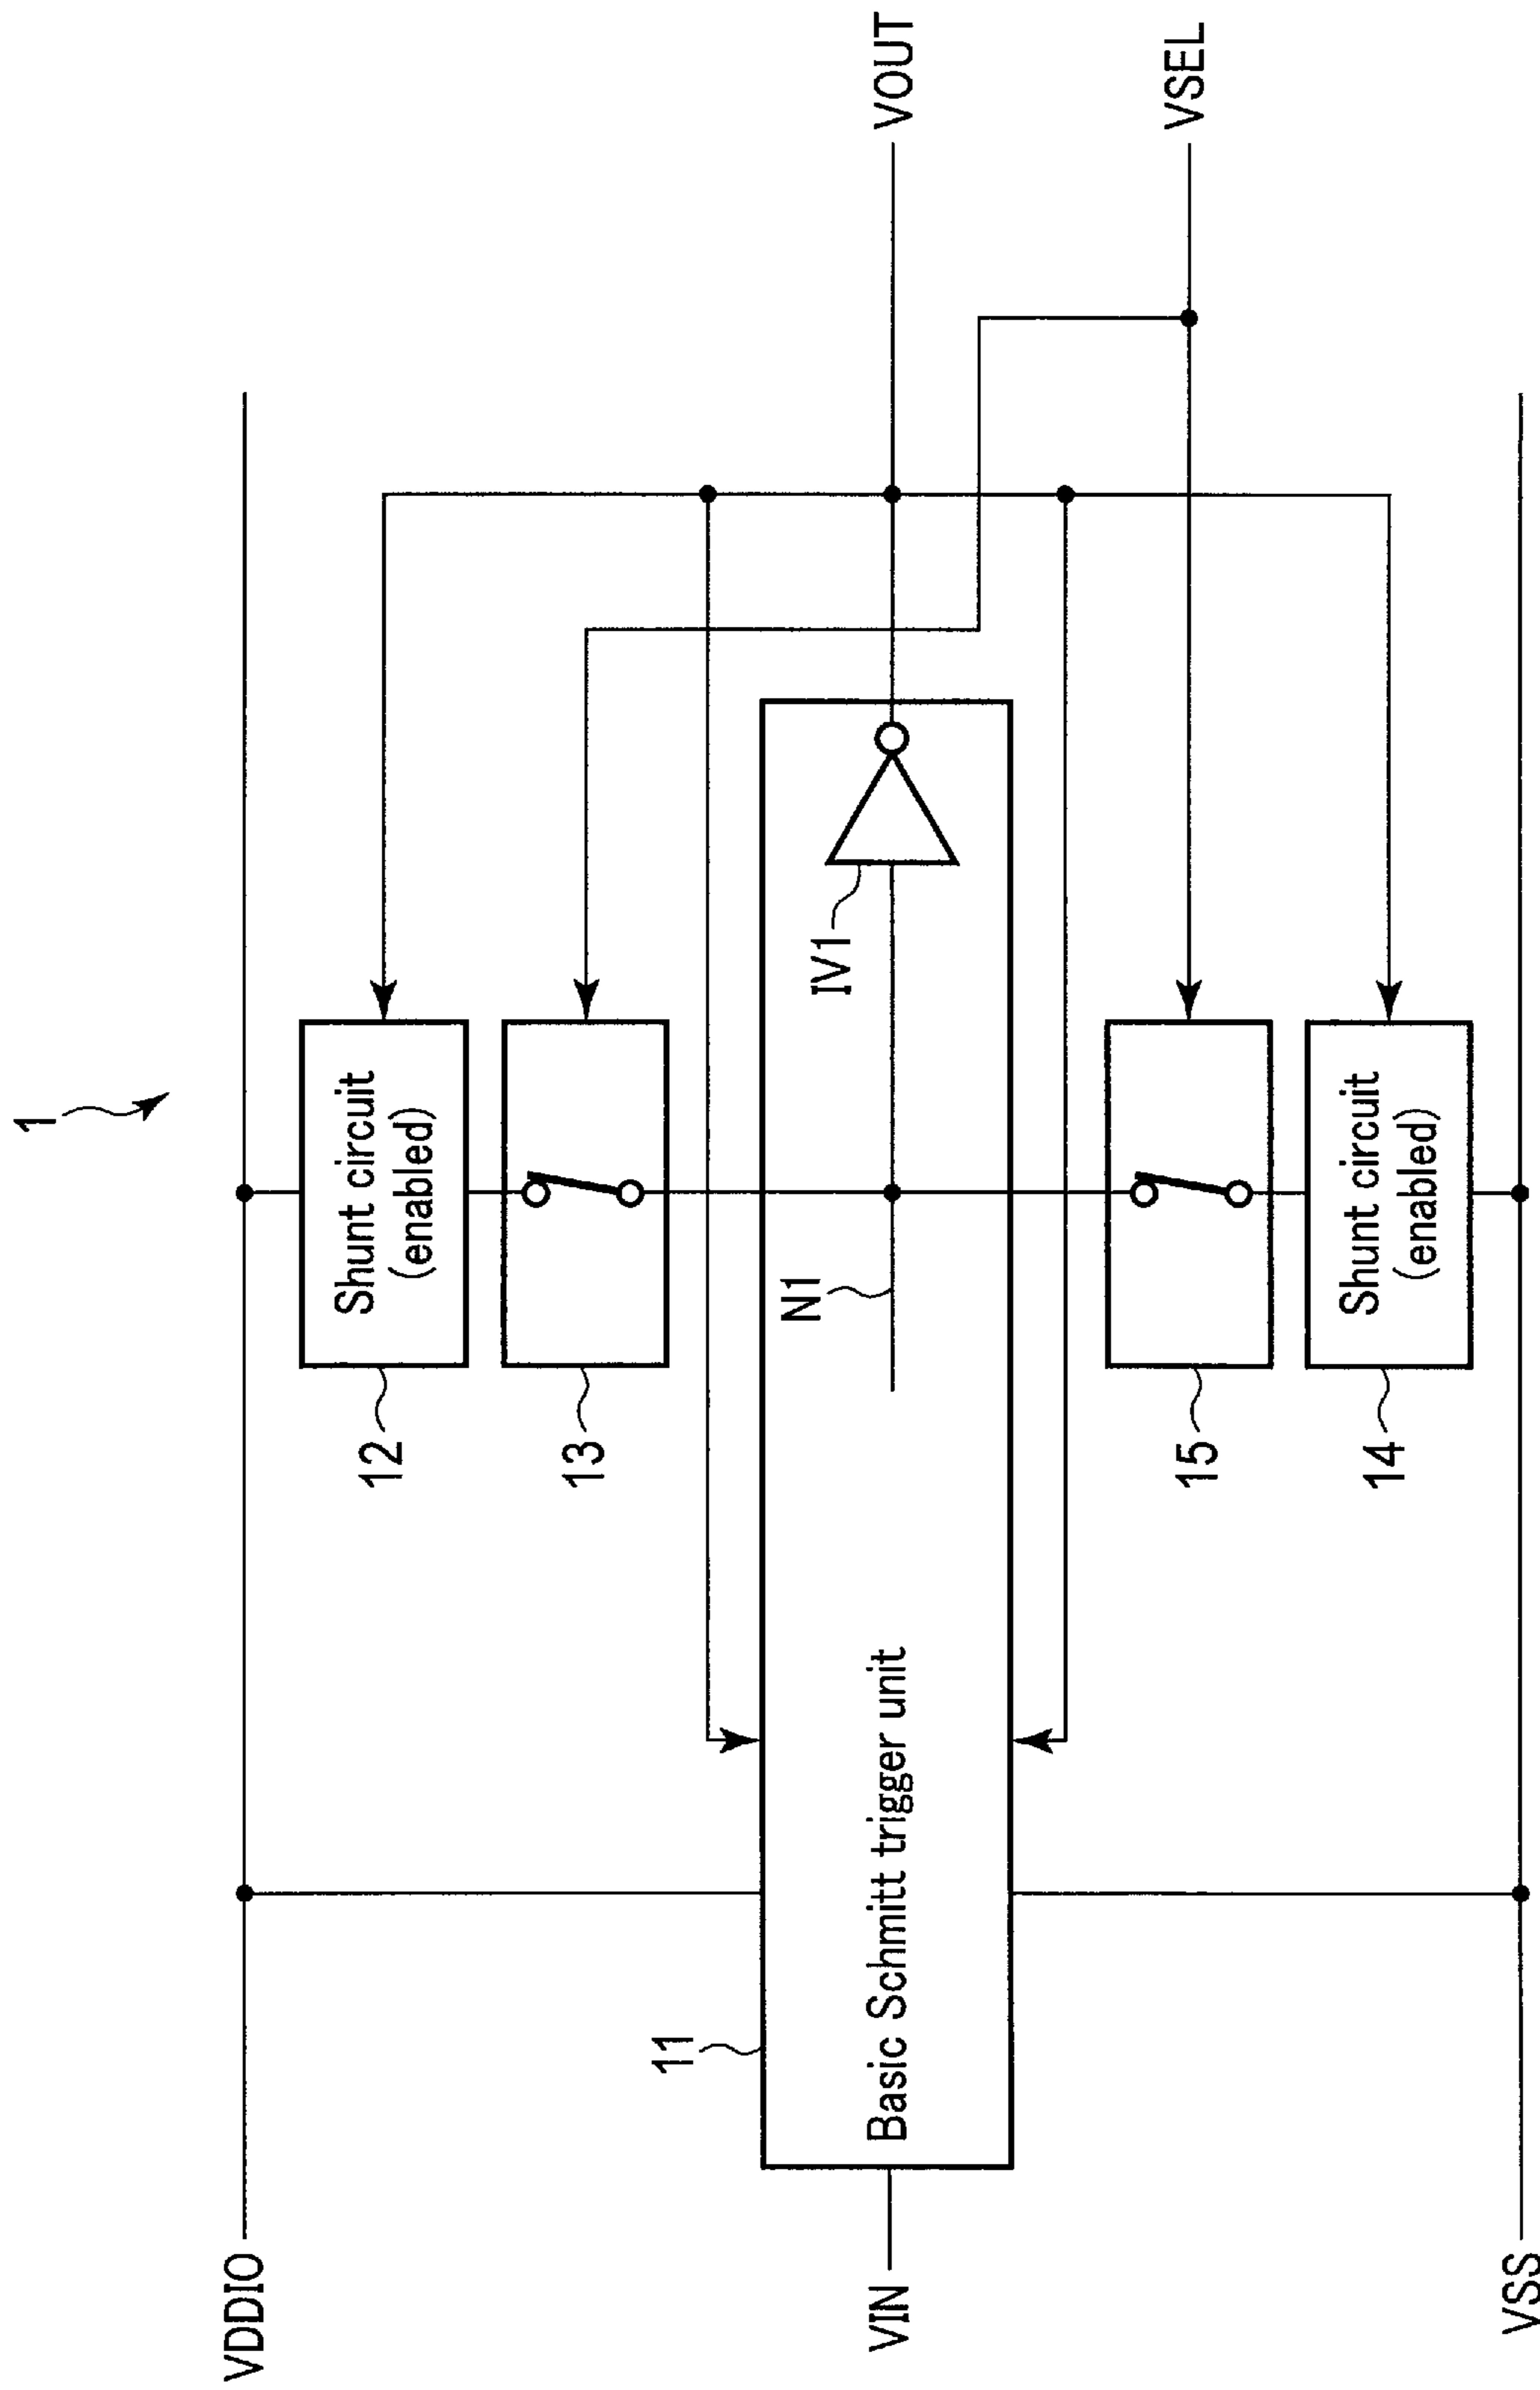 1
VDDIO
12
Shunt circuit
(enabled)
13
11
VIN
Basic Schmitt trigger unit
N1
IV1
VOUT
15
VSEL
14
Shunt circuit
(enabled)
VSS